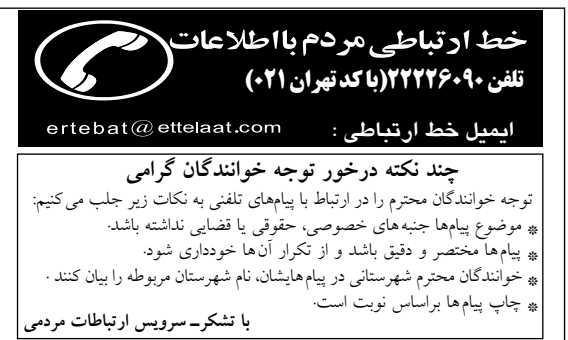 خط ارتباطی مردم بااطلاعات
تلفن ۲۲۲۲۶۰۹۰(با کد تهران ۰۲۱)
ایمیل خط ارتباطی : ertebat@ettelaat.com
چند نکته درخور توجه خوانندگان گرامی
توجه خوانندگان محترم را در ارتباط با پیام‌های تلفنی به نکات زیر جلب می‌کنیم:
* موضوع پیام‌ها جنبه‌های خصوصی، حقوقی یا قضایی نداشته باشد.
* پیام‌ها مختصر و دقیق باشد و از تکرار آن‌ها خودداری شود.
* خوانندگان محترم شهرستانی در پیام‌هایشان، نام شهرستان مربوطه را بیان کنند .
* چاپ پیام‌ها براساس نوبت است.
با تشکرـ سرویس ارتباطات مردمی